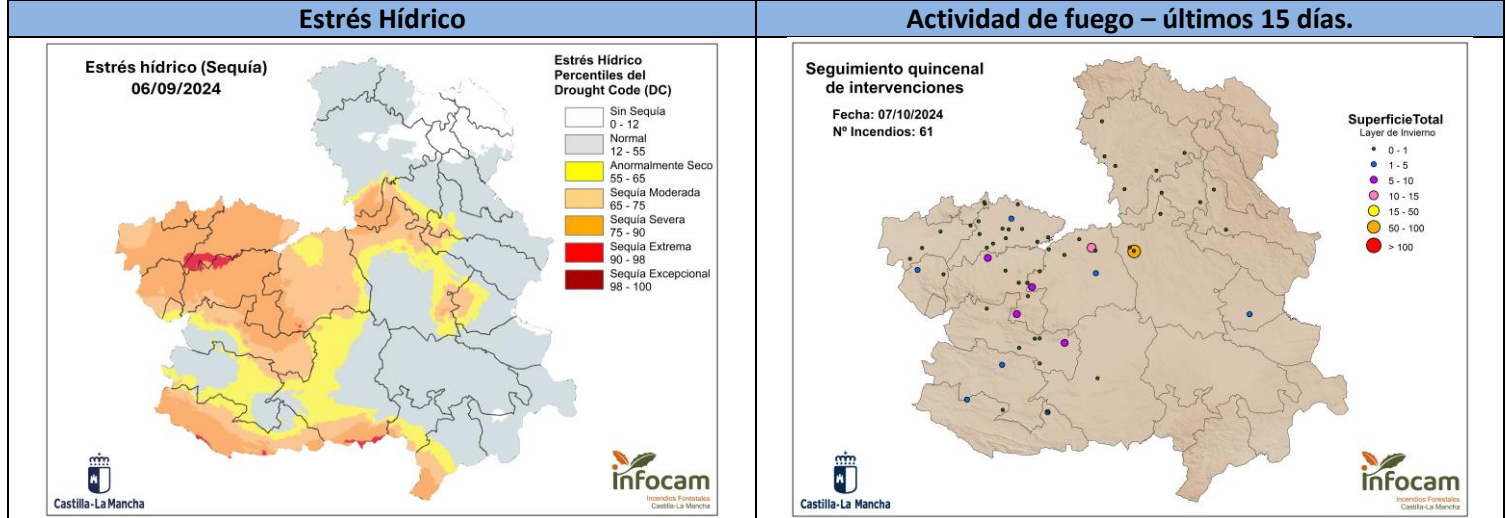 Estrés Hídrico
Actividad de fuego – últimos 15 días.
Estrés hídrico (Sequía)
06/09/2024
Estrés Hídrico
Percentiles del
Drought Code (DC)
Sin Sequía
0 - 12
Normal
12 - 55
Anormalmente Seco
55 - 65
Sequía Moderada
65 - 75
Sequía Severa
75 - 90
Sequía Extrema
90 - 98
Sequía Excepcional
98 - 100
Castilla-La Mancha
infocam
Incendios Forestales
Castilla-La Mancha
Seguimiento quincenal
de intervenciones
Fecha: 07/10/2024
Nº Incendios: 61
SuperficieTotal
Layer de Invierno
0 - 1
1 - 5
5 - 10
10 - 15
15 - 50
50 - 100
> 100
Castilla-La Mancha
infocam
Incendios Forestales
Castilla-La Mancha